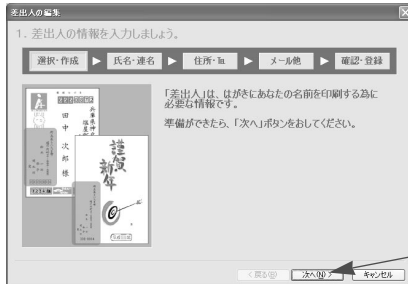 差出人の編集
1. 差出人の情報を入力しましょう。
選択・作成 ▶ 氏名・連名 ▶ 住所・℡ ▶ メール他 ▶ 確認・登録
「差出人」は、はがきにあなたの名前を印刷する為に
必要な情報です。
準備ができたら、「次へ」ボタンをおしてください。
田中次郎様
謹賀
新年
<戻る(B) 次へ(N)> キャンセル